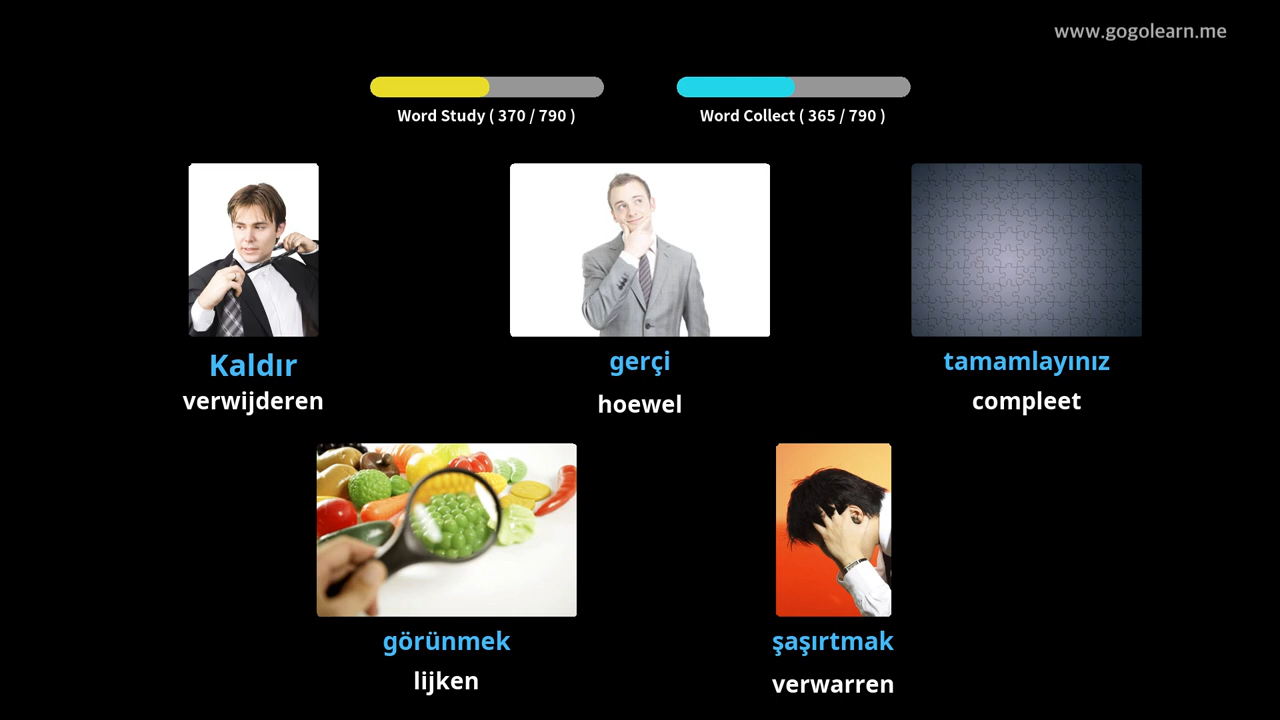 www.gogolearn.me
Word Study ( 370 / 790 )
Word Collect ( 365 / 790 )
Kaldır
verwijderen
gerçi
hoewel
tamamlayınız
compleet
görünmek
lijken
şaşırtmak
verwarren